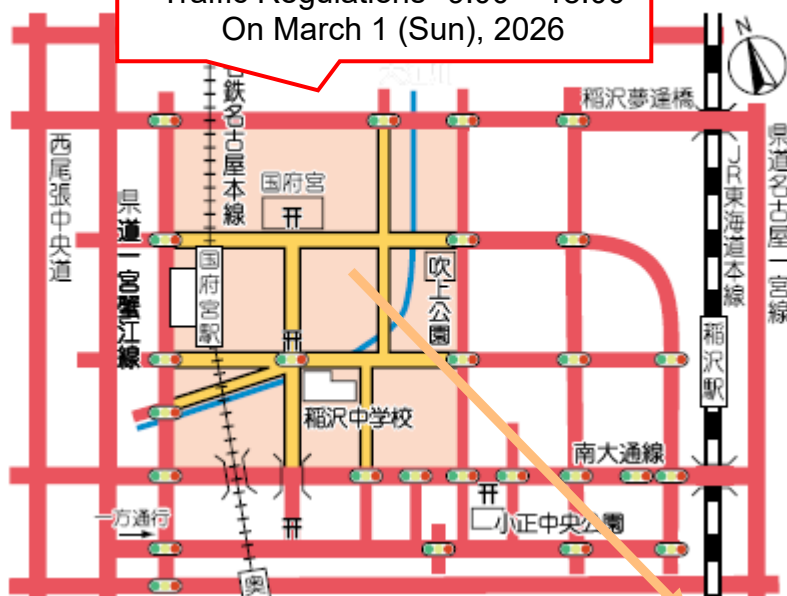 On March 1 (Sun), 2026
N
稲沢夢逢橋
鉄名古屋本線
西尾張中央道
国府宮
県道一宮蟹江線
JR東海道本線
県道名古屋一宮線
国府宮駅
吹上公園
稲沢駅
稲沢中学校
南大通線
一方通行
小正中央公園
奥